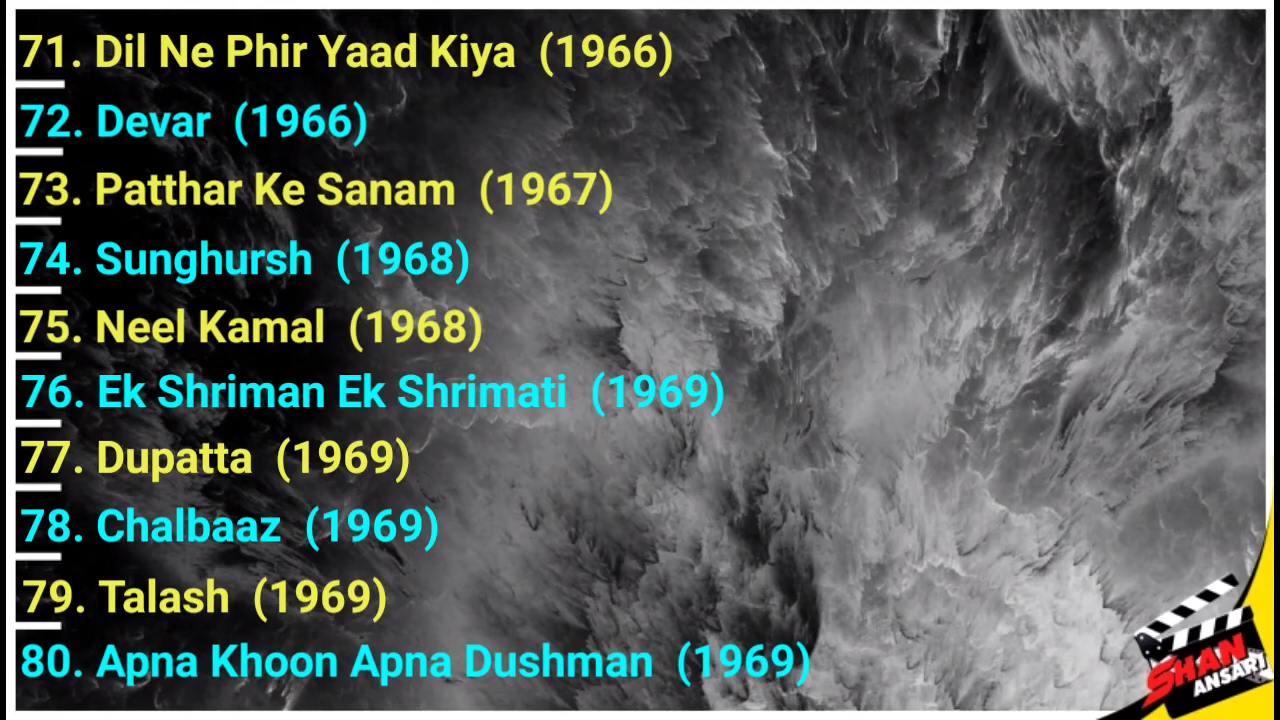 71. Dil Ne Phir Yaad Kiya (1966)
72. Devar (1966)
73. Patthar Ke Sanam (1967)
74. Sunghursh (1968)
75. Neel Kamal (1968)
76. Ek Shriman Ek Shrimati (1969)
77. Dupatta (1969)
78. Chalbaaz (1969)
79. Talash (1969)
80. Apna Khoon Apna Dushman (1969)
SHAN
ANSARI